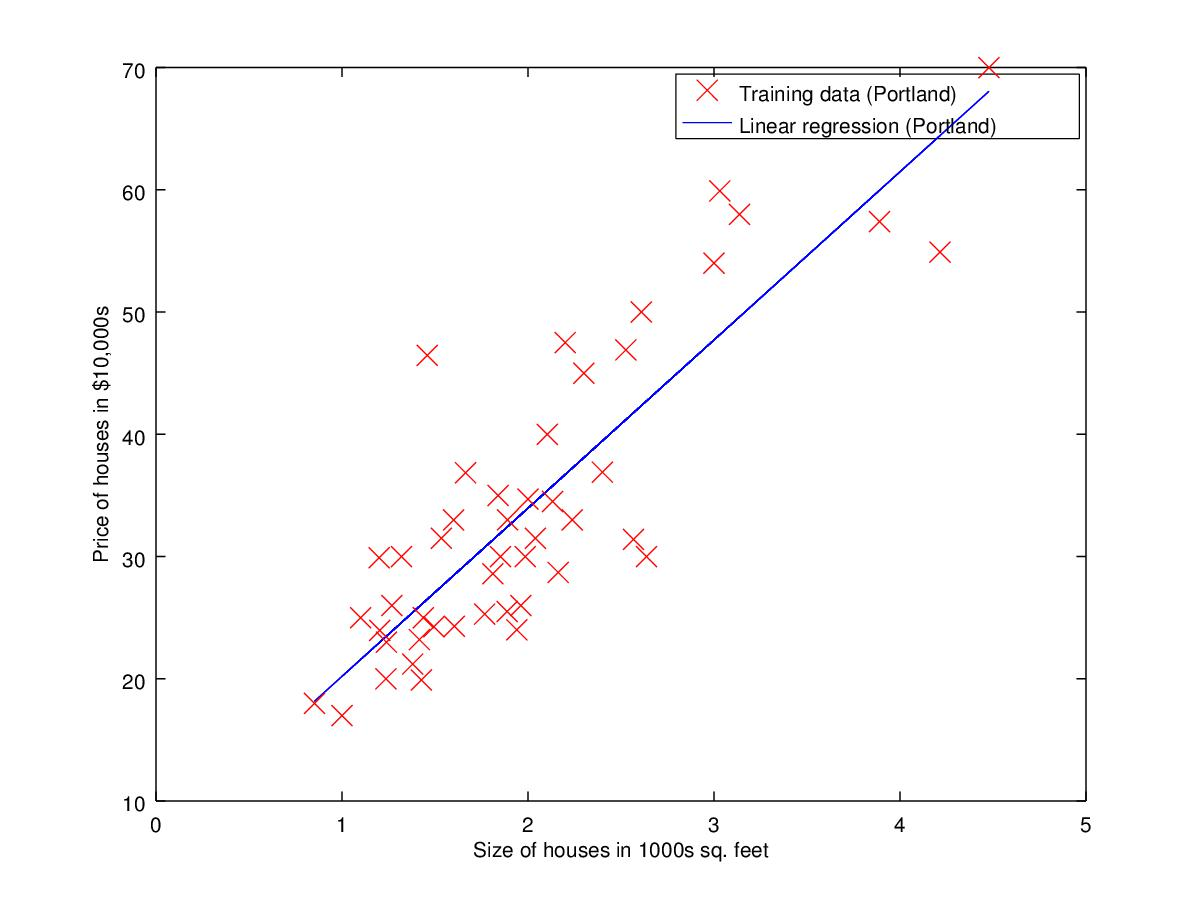 70
Training data (Portland)
Linear regression (Portland)
60
50
40
30
20
10
Price of houses in $10,000s
0 1 2 3 4 5
Size of houses in 1000s sq. feet